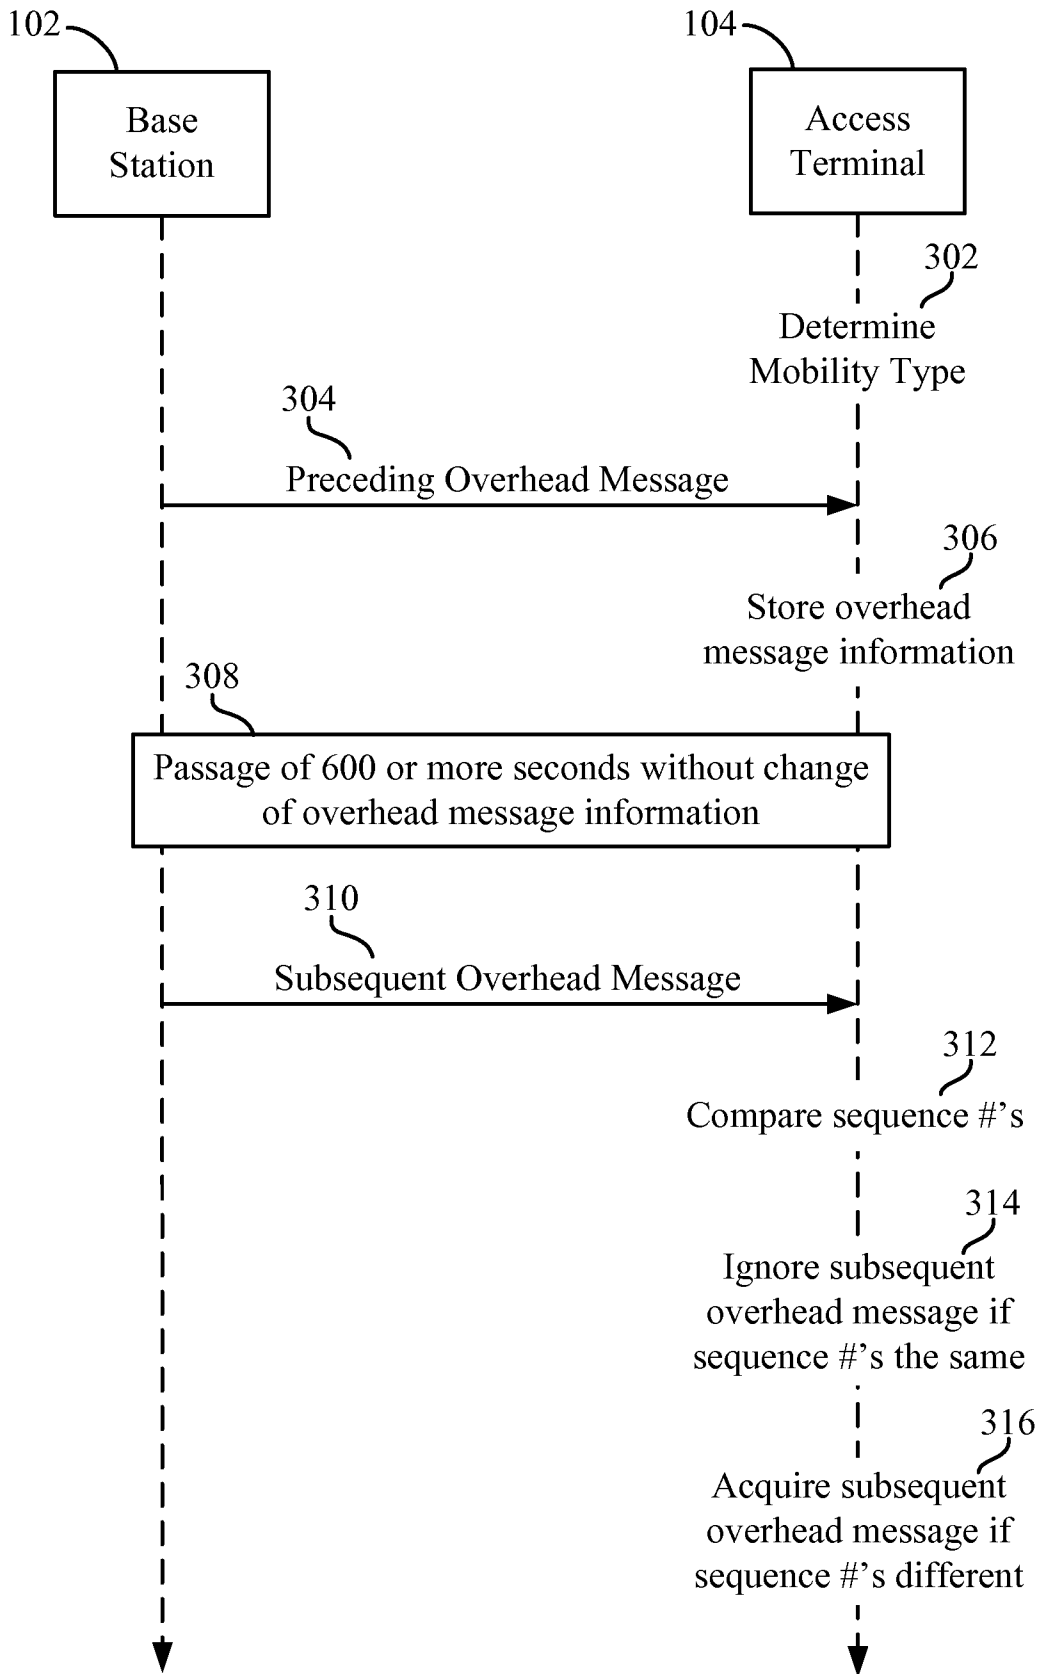 102
104
Base
Station
Access
Terminal
302
Determine
Mobility Type
304
Preceding Overhead Message
306
Store overhead
message information
308
Passage of 600 or more seconds without change
of overhead message information
310
Subsequent Overhead Message
312
Compare sequence #’s
314
Ignore subsequent
overhead message if
sequence #’s the same
316
Acquire subsequent
overhead message if
sequence #’s different